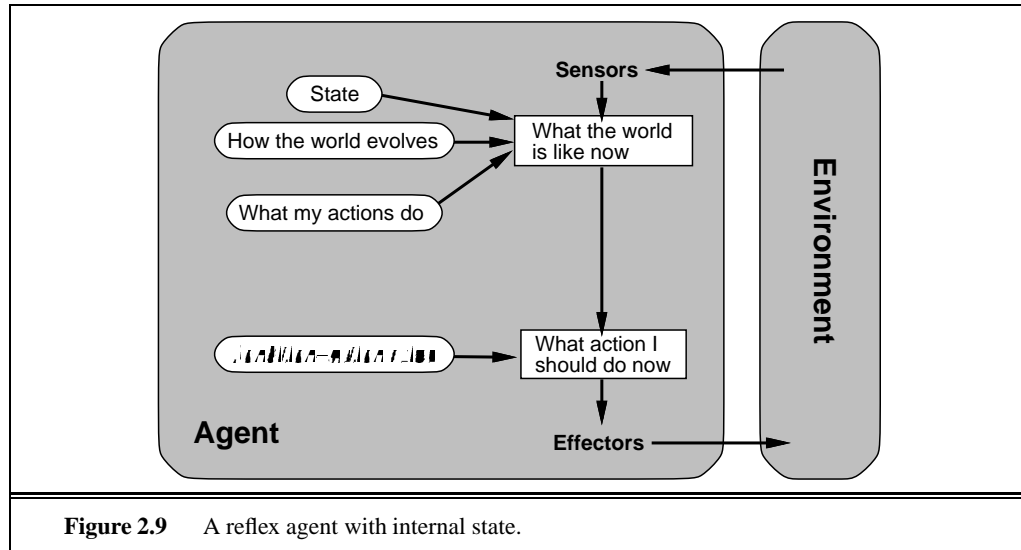 Sensors
State
What the world
is like now
How the world evolves
What my actions do
Environment
What action I
should do now
Agent
Effectors
Figure 2.9 A reflex agent with internal state.